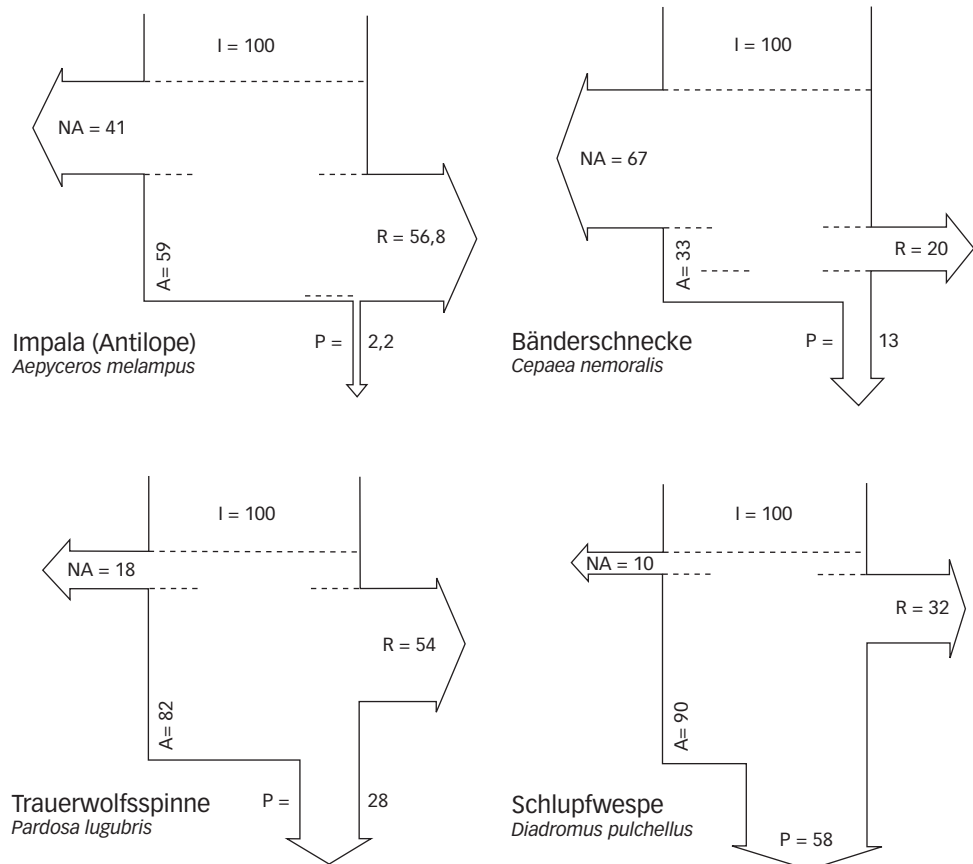 I = 100
NA = 41
A= 59
R = 56,8
P = 2,2
Impala (Antilope)
Aepyceros melampus
I = 100
NA = 67
A= 33
R = 20
P = 13
Bänderschnecke
Cepaea nemoralis
I = 100
NA = 18
A= 82
R = 54
P = 28
Trauerwolfsspinne
Pardosa lugubris
I = 100
NA = 10
A= 90
R = 32
P = 58
Schlupfwespe
Diadromus pulchellus